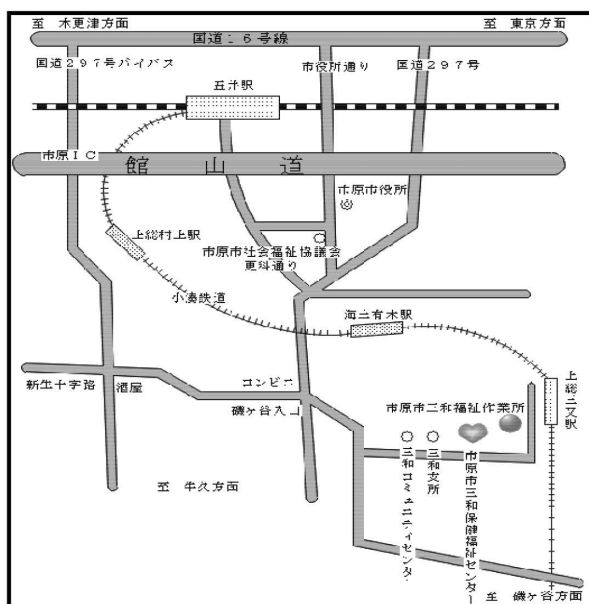 至 木更津方面
至 東京方面
国道16号線
国道297号バイパス
市役所通り
国道297号
五井駅
市原IC
館山道
市原市役所
上総村上駅
市原市社会福祉協議会
更科通り
小湊鉄道
海士有木駅
上総三又駅
新生十字路
酒屋
コンビニ
磯ヶ谷入口
市原市三和福祉作業所
三和コミュニティセンター
三和支所
市原市三和保健福祉センター
至 牛久方面
至 磯ヶ谷方面